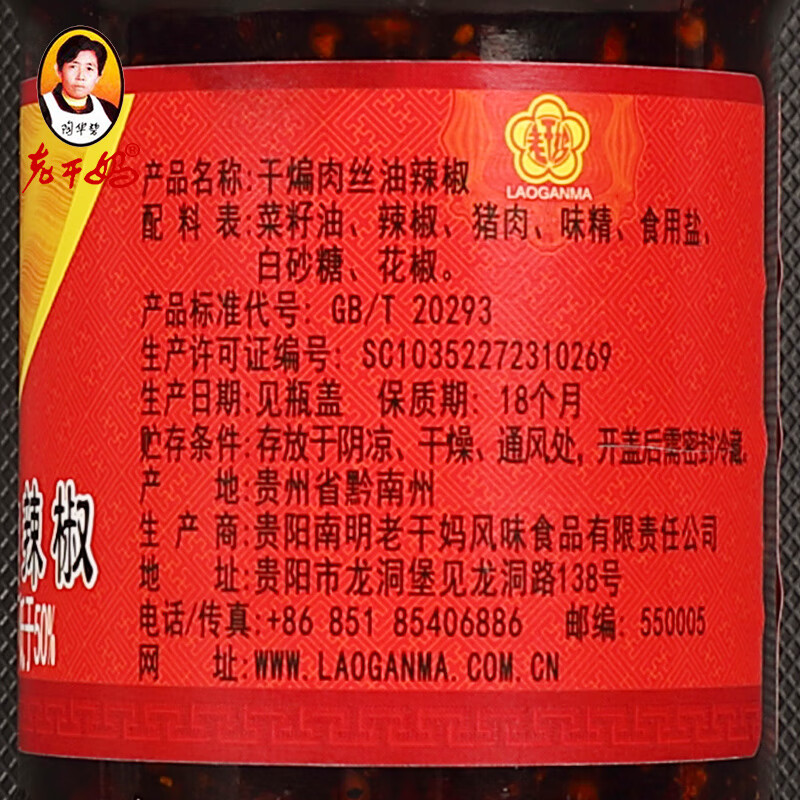 陶华碧
老干妈®
老干妈
LAOGANMA
产品名称:干煸肉丝油辣椒
配料表:菜籽油、辣椒、猪肉、味精、食用盐、
白砂糖、花椒。
产品标准代号: GB/T 20293
生产许可证编号: SC10352272310269
生产日期:见瓶盖 保质期: 18个月
贮存条件:存放于阴凉、干燥、通风处, 开盖后需密封冷藏。
产地:贵州省黔南州
生产商:贵阳南明老干妈风味食品有限责任公司
地址:贵阳市龙洞堡见龙洞路138号
电话/传真:+86 851 85406886 邮编: 550005
网址:WWW.LAOGANMA.COM.CN
辣椒
于50%